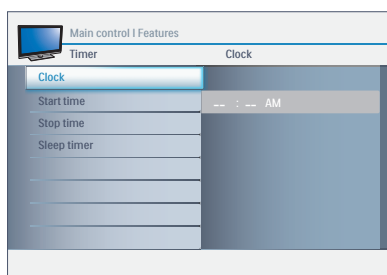 Main control I Features
Timer Clock
Clock
Start time
-- : -- AM
Stop time
Sleep timer